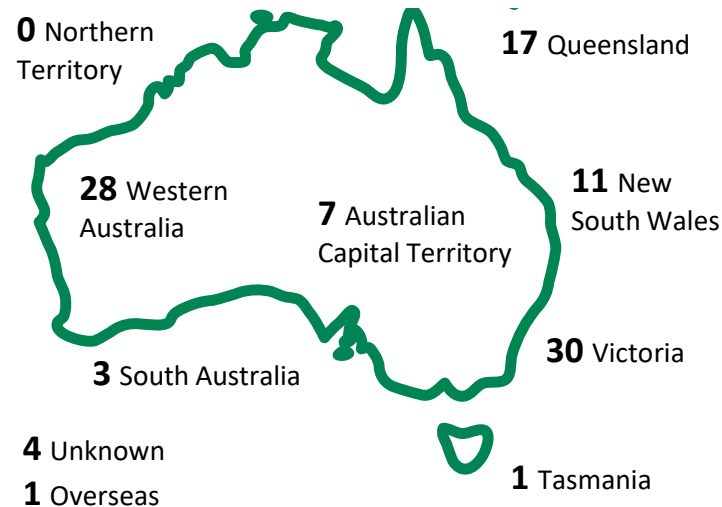 0 Northern
Territory
17 Queensland
28 Western
Australia
11 New
South Wales
7 Australian
Capital Territory
30 Victoria
3 South Australia
4 Unknown
1 Tasmania
1 Overseas